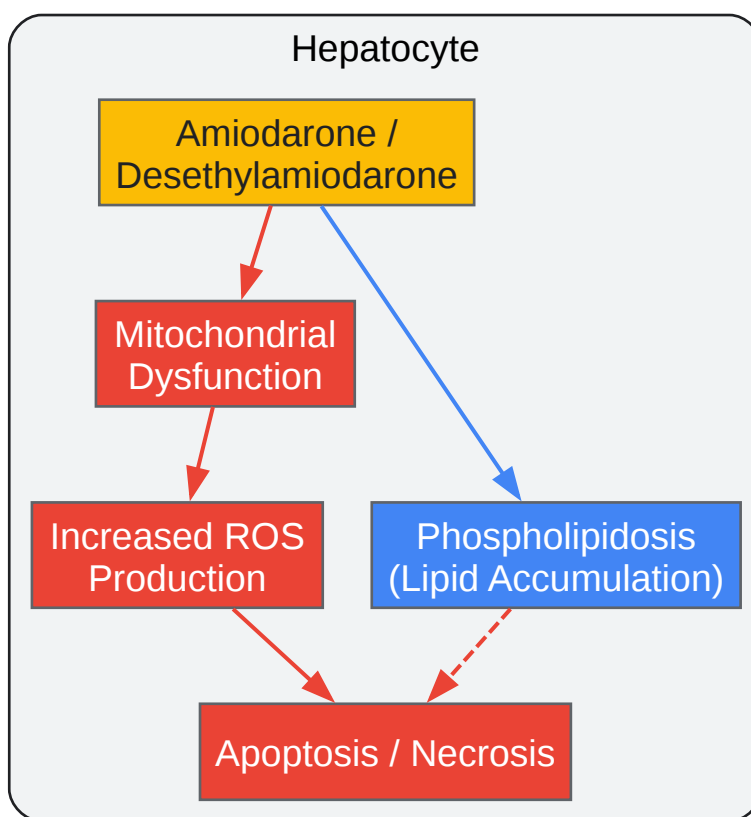 Hepatocyte
Amiodarone /
Desethylamiodarone
Mitochondrial
Dysfunction
Increased ROS
Production
Phospholipidosis
(Lipid Accumulation)
Apoptosis / Necrosis